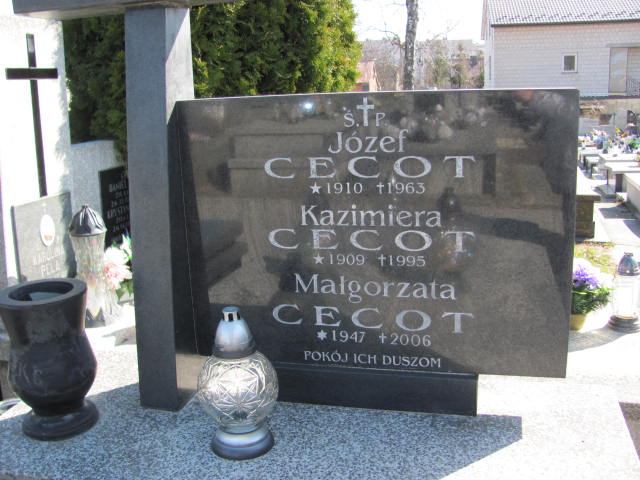 Ś P
Józef
CECOT
★1910 ✝1963
Kazimiera
CECOT
★1909 ✝1995
Małgorzata
CECOT
★1947 ✝2006
POKÓJ ICH DUSZOM